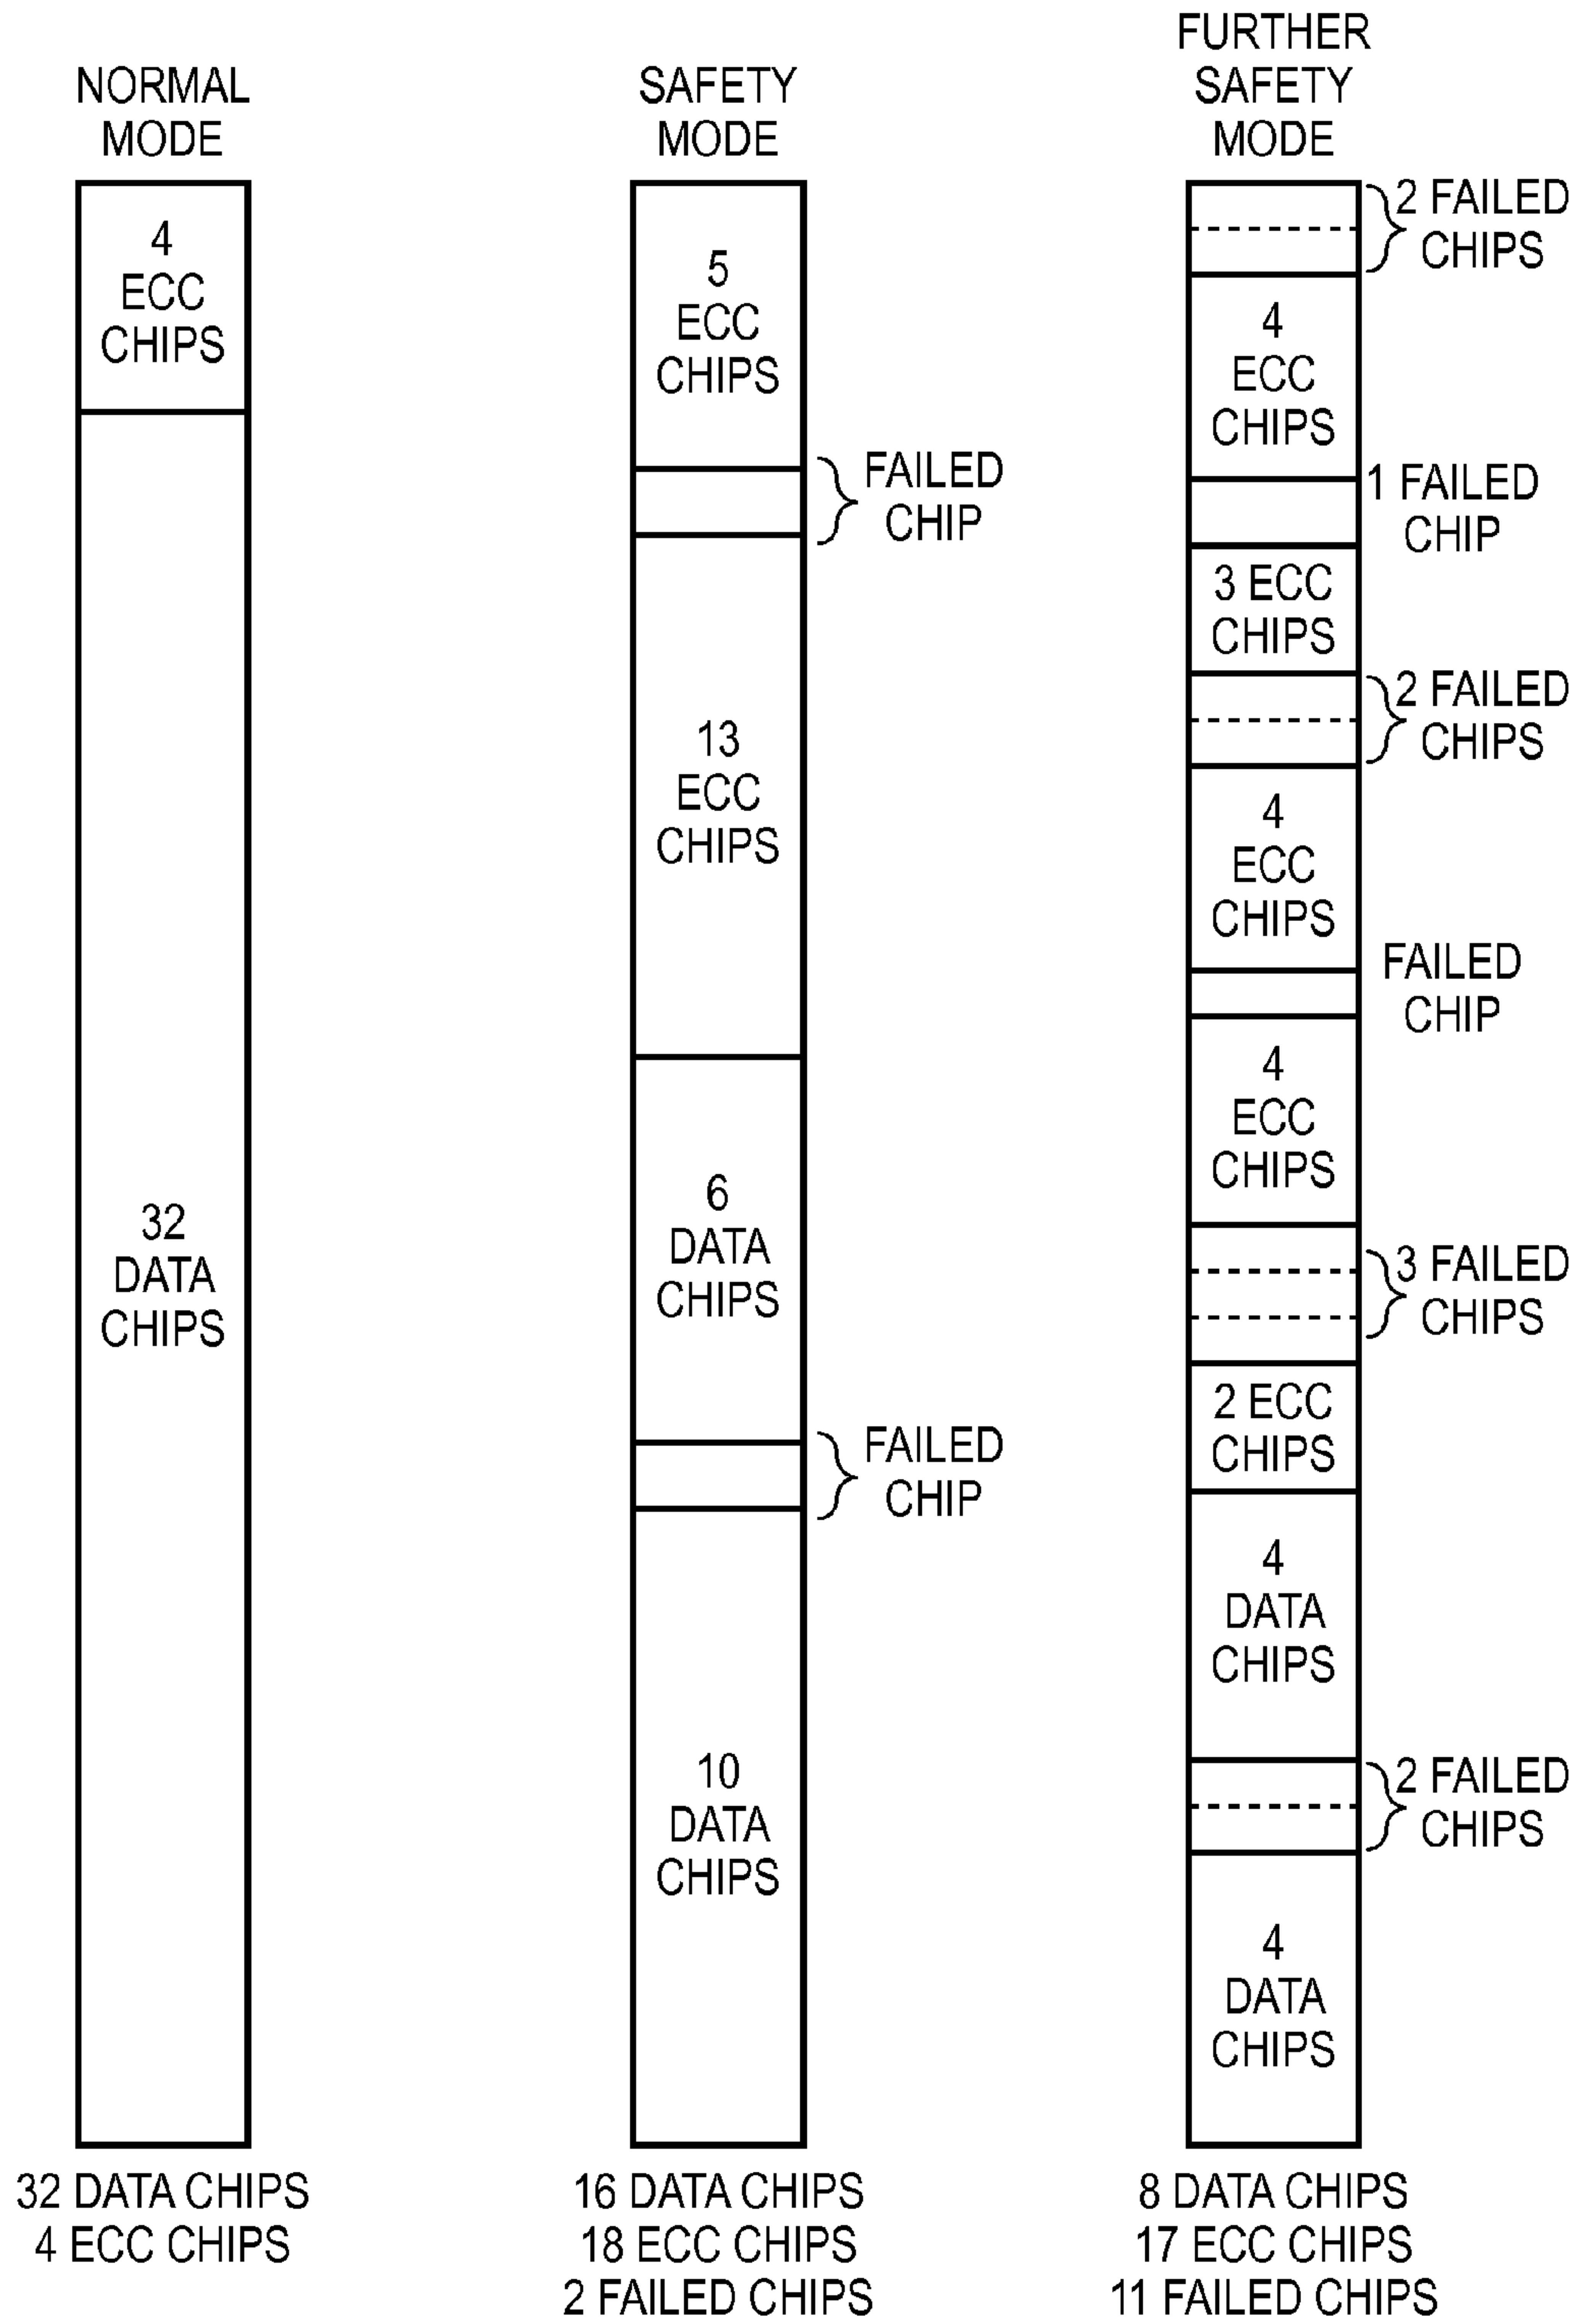 NORMAL
MODE
4
ECC
CHIPS
32
DATA
CHIPS
32 DATA CHIPS
4 ECC CHIPS
SAFETY
MODE
5
ECC
CHIPS
FAILED
CHIP
13
ECC
CHIPS
6
DATA
CHIPS
FAILED
CHIP
10
DATA
CHIPS
16 DATA CHIPS
18 ECC CHIPS
2 FAILED CHIPS
FURTHER
SAFETY
MODE
2 FAILED
CHIPS
4
ECC
CHIPS
1 FAILED
CHIP
3 ECC
CHIPS
2 FAILED
CHIPS
4
ECC
CHIPS
FAILED
CHIP
4
ECC
CHIPS
3 FAILED
CHIPS
2 ECC
CHIPS
4
DATA
CHIPS
2 FAILED
CHIPS
4
DATA
CHIPS
8 DATA CHIPS
17 ECC CHIPS
11 FAILED CHIPS